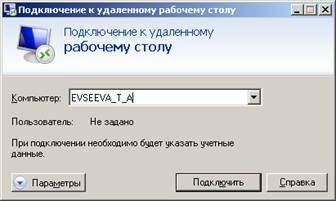 Подключение к удаленному рабочему столу
Подключение к удаленному
рабочему столу
Компьютер: EVSEEVA_T_A
Пользователь: Не задано
При подключении необходимо будет указать учетные
данные.
Параметры Подключить Справка